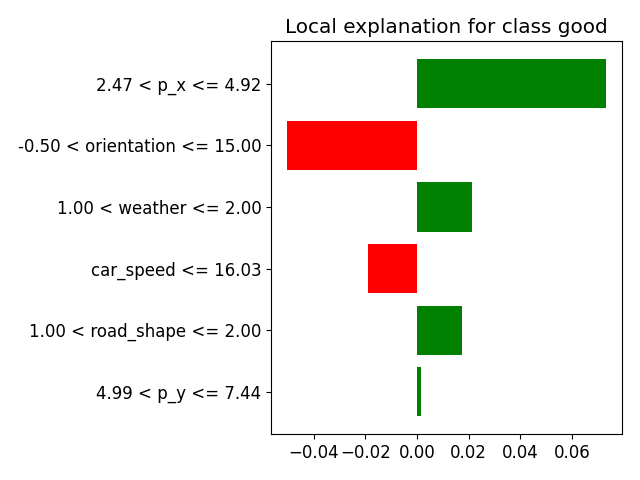 Local explanation for class good
2.47 < p_x <= 4.92
-0.50 < orientation <= 15.00
1.00 < weather <= 2.00
car_speed <= 16.03
1.00 < road_shape <= 2.00
4.99 < p_y <= 7.44
−0.04 −0.02 0.00 0.02 0.04 0.06